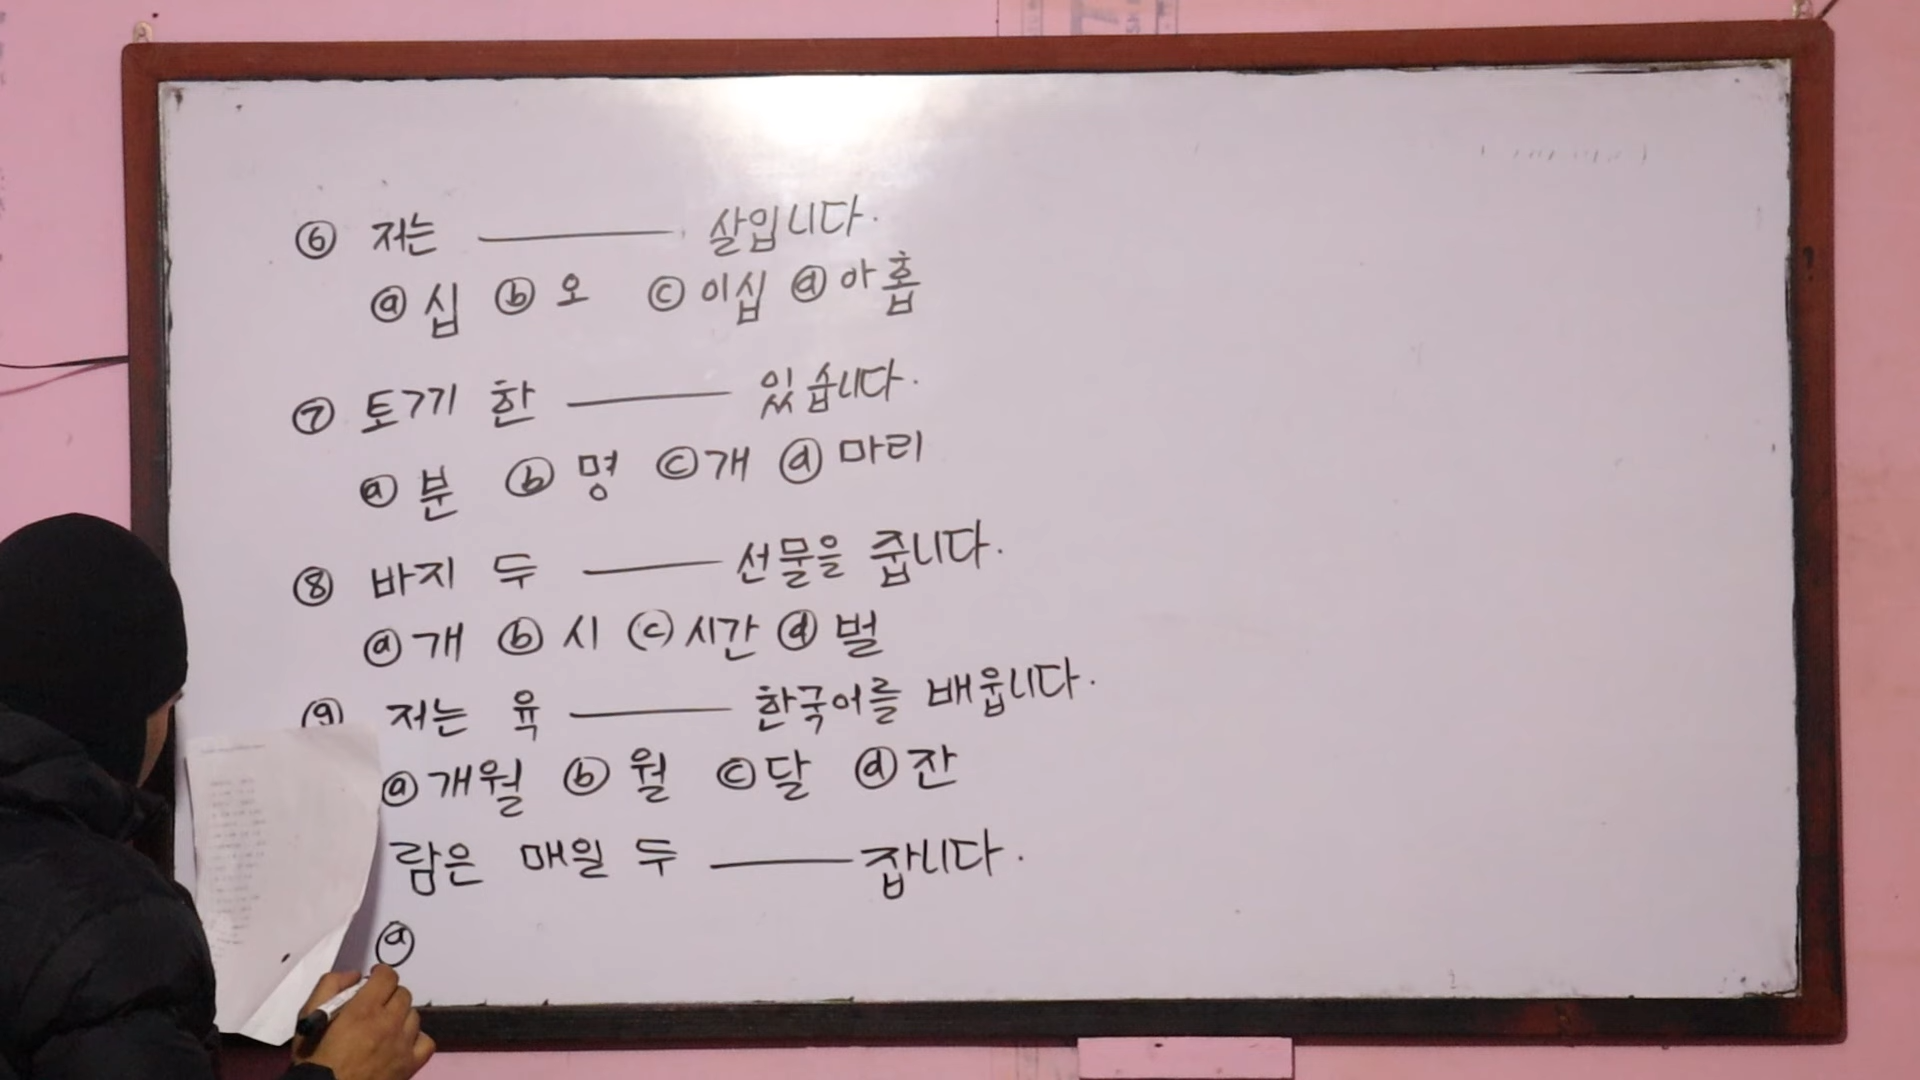 ⑥ 저는 ______ 살입니다.
ⓐ 십 ⓑ 오 ⓒ 이십 ⓓ 아홉
⑦ 토끼 한 ______ 있습니다.
ⓐ 분 ⓑ 명 ⓒ 개 ⓓ 마리
⑧ 바지 두 ______ 선물을 줍니다.
ⓐ 개 ⓑ 시 ⓒ 시간 ⓓ 벌
⑨ 저는 육 ______ 한국어를 배웁니다.
ⓐ 개월 ⓑ 월 ⓒ 달 ⓓ 잔
람은 매일 두 ______ 잡니다.
ⓐ